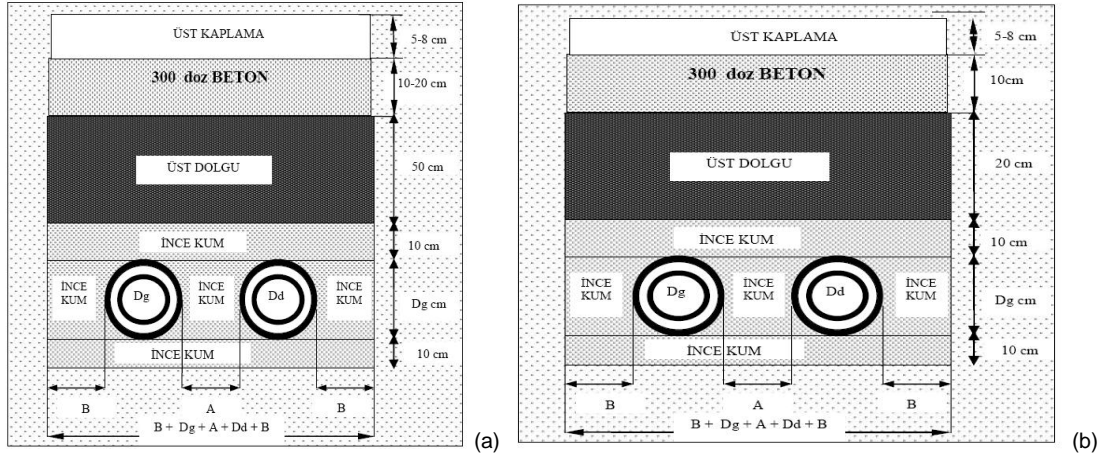 ÜST KAPLAMA
5-8 cm
300 doz BETON
10-20 cm
ÜST DOLGU
50 cm
İNCE KUM
10 cm
İNCE
KUM
Dg
İNCE
KUM
Dd
İNCE
KUM
Dg cm
İNCE KUM
10 cm
B
A
B
B + Dg + A + Dd + B
(a)
ÜST KAPLAMA
5-8 cm
300 doz BETON
10cm
ÜST DOLGU
20 cm
İNCE KUM
10 cm
İNCE
KUM
Dg
İNCE
KUM
Dd
İNCE
KUM
Dg cm
İNCE KUM
10 cm
B
A
B
B + Dg + A + Dd + B
(b)